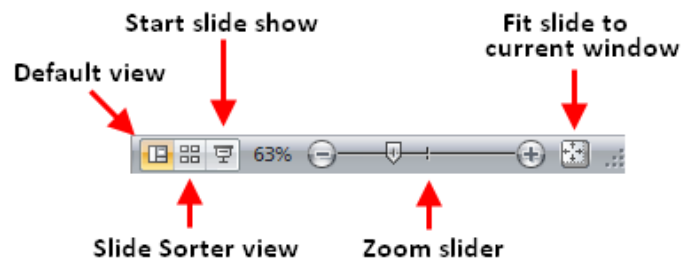 Start slide show
Fit slide to
current window
Default view
63%
Slide Sorter view
Zoom slider